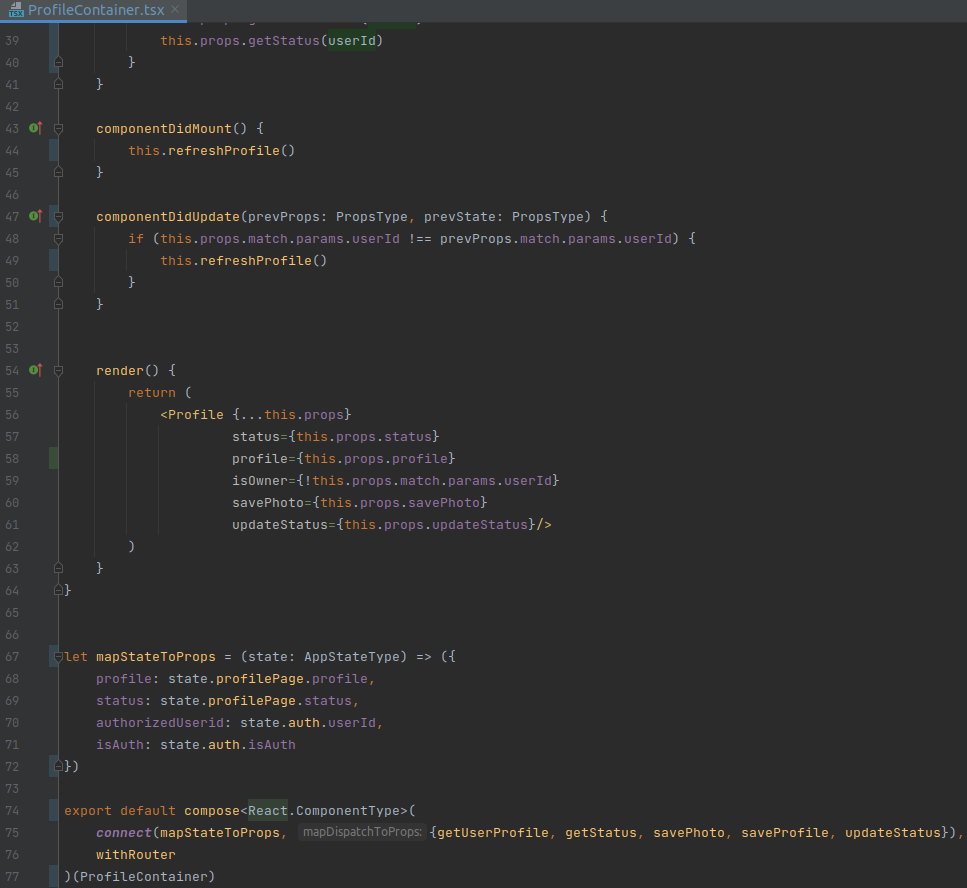 ProfileContainer.tsx
39 this.props.getStatus(userId)
40 }
41 }
42
43 componentDidMount() {
44 this.refreshProfile()
45 }
46
47 componentDidUpdate(prevProps: PropsType, prevState: PropsType) {
48 if (this.props.match.params.userId !== prevProps.match.params.userId) {
49 this.refreshProfile()
50 }
51 }
52
53
54 render() {
55 return (
56 <Profile {...this.props}
57 status={this.props.status}
58 profile={this.props.profile}
59 isOwner={!this.props.match.params.userId}
60 savePhoto={this.props.savePhoto}
61 updateStatus={this.props.updateStatus}/>
62 )
63 }
64 }
65
66
67 let mapStateToProps = (state: AppStateType) => ({
68 profile: state.profilePage.profile,
69 status: state.profilePage.status,
70 authorizedUserid: state.auth.userId,
71 isAuth: state.auth.isAuth
72 })
73
74 export default compose<React.ComponentType>(
75 connect(mapStateToProps, mapDispatchToProps: {getUserProfile, getStatus, savePhoto, saveProfile, updateStatus}),
76 withRouter
77 )(ProfileContainer)